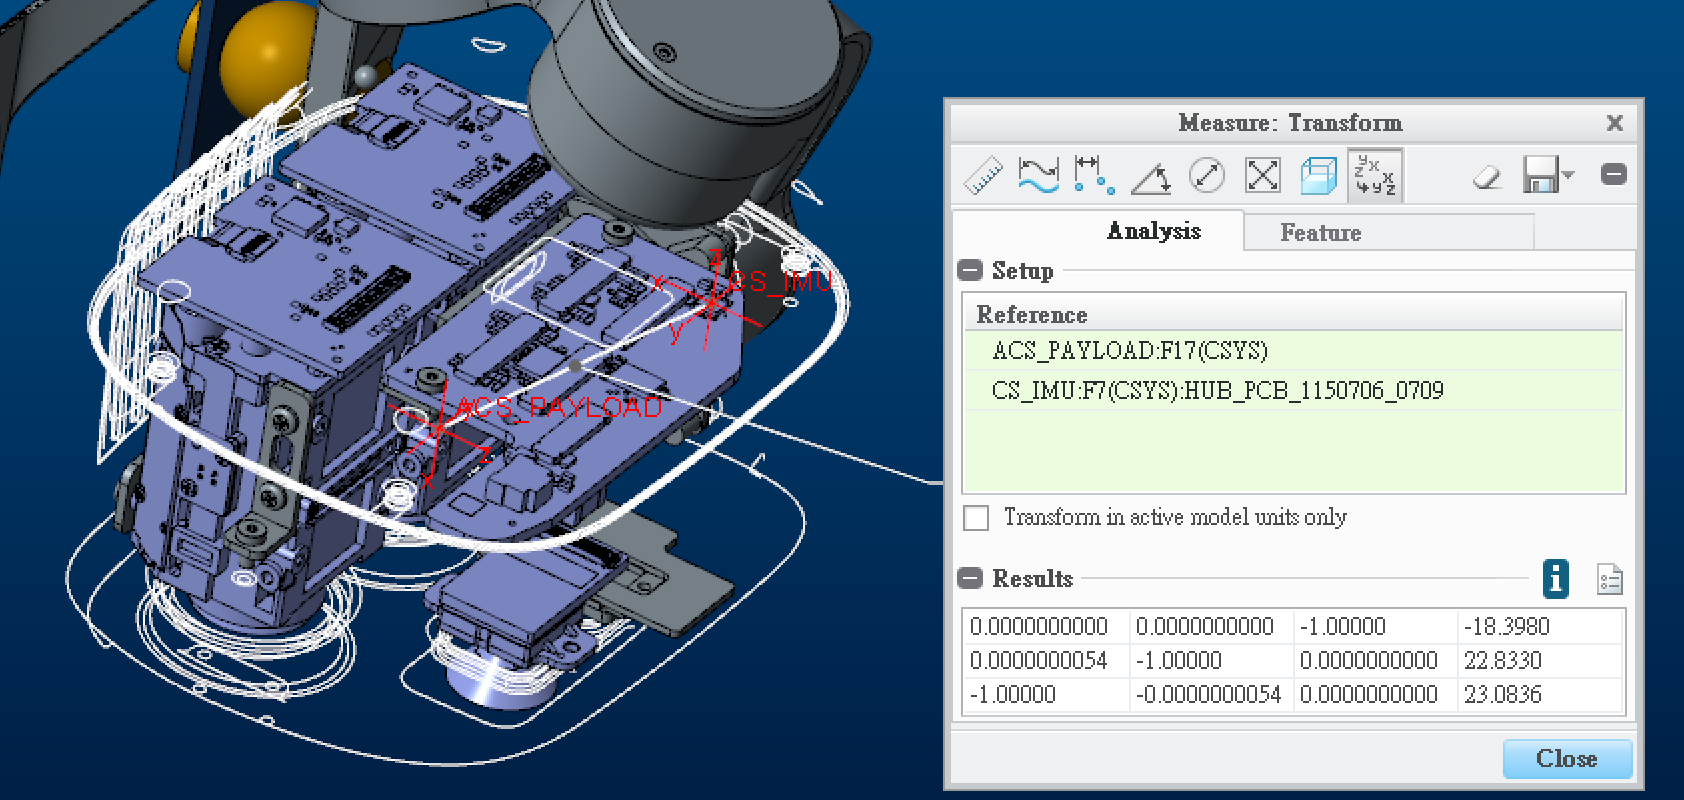 Measure: Transform
Analysis
Feature
Setup
Reference
ACS_PAYLOAD:F17(CSYS)
CS_IMU:F7(CSYS):HUB_PCB_1150706_0709
Transform in active model units only
Results
0.0000000000 0.0000000000 -1.00000 -18.3980
0.0000000054 -1.00000 0.0000000000 22.8330
-1.00000 -0.0000000054 0.0000000000 23.0836
Close
Z
X
CS_IMU
Y
ACS_PAYLOAD
Z
X